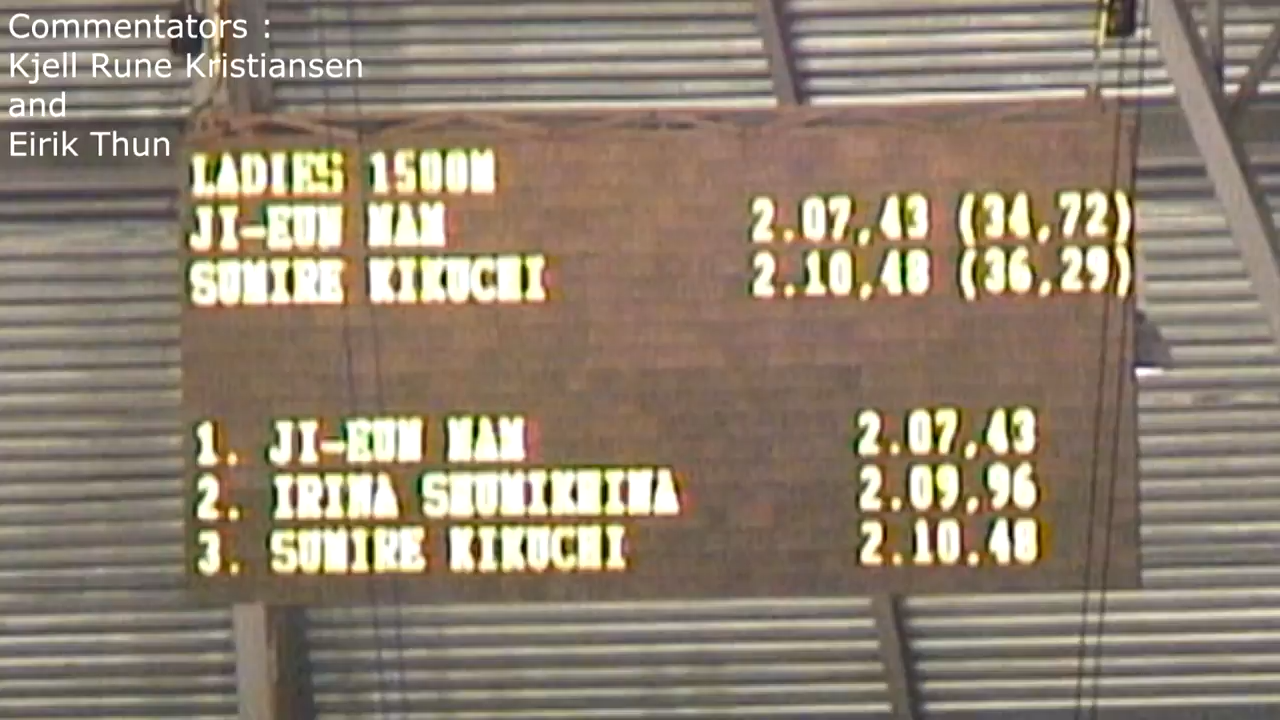 Commentators :
Kjell Rune Kristiansen
and
Eirik Thun
LADIES 1500M
JI-EUN NAM 2.07,43 (34,72)
SUMIRE KIKUCHI 2.10,48 (36,29)
1. JI-EUN NAM 2.07,43
2. IRINA SHUMIKHINA 2.09,96
3. SUMIRE KIKUCHI 2.10,48